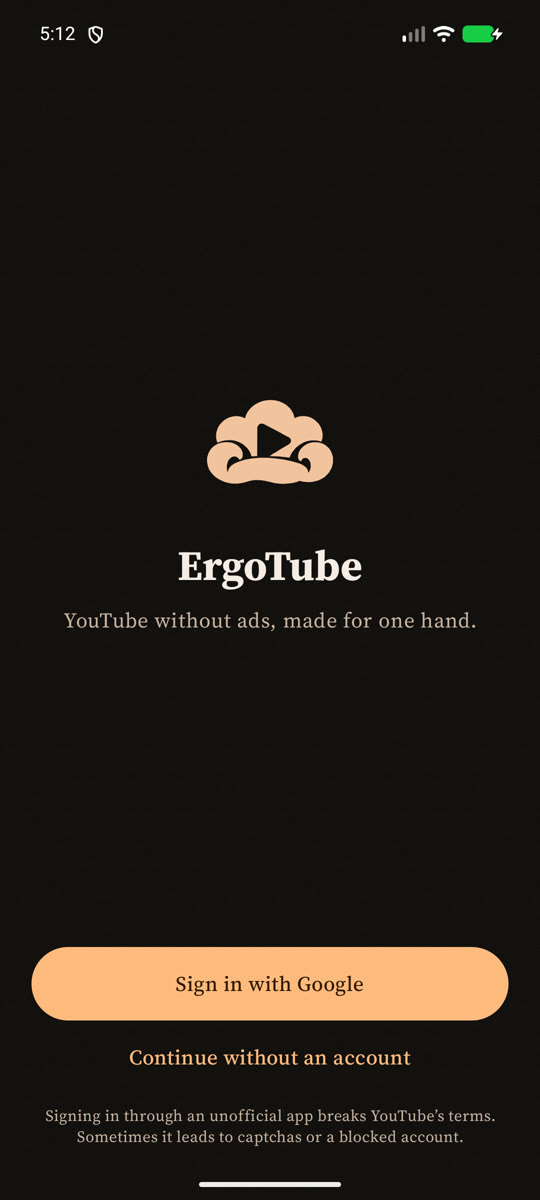 5:12
ErgoTube
YouTube without ads, made for one hand.
Sign in with Google
Continue without an account
Signing in through an unofficial app breaks YouTube’s terms.
Sometimes it leads to captchas or a blocked account.